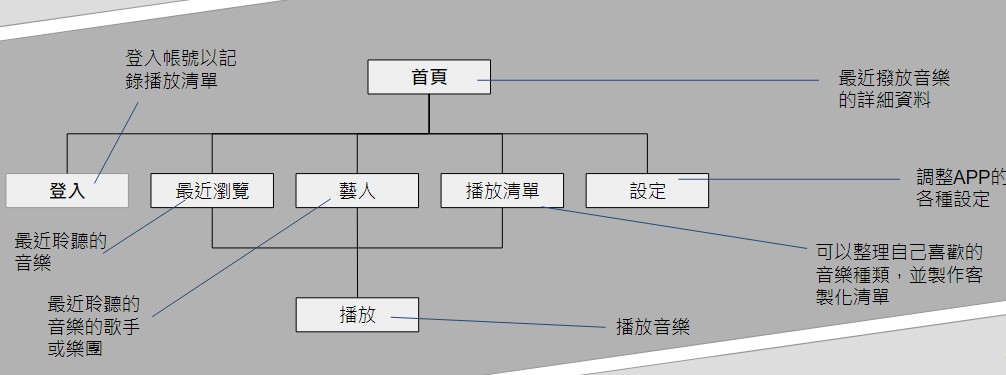 登入帳號以記
錄播放清單
首頁
最近撥放音樂
的詳細資料
登入
最近瀏覽
藝人
播放清單
設定
調整APP的
各種設定
最近聆聽的
音樂
可以整理自己喜歡的
音樂種類，並製作客
製化清單
最近聆聽的
音樂的歌手
或樂團
播放
播放音樂